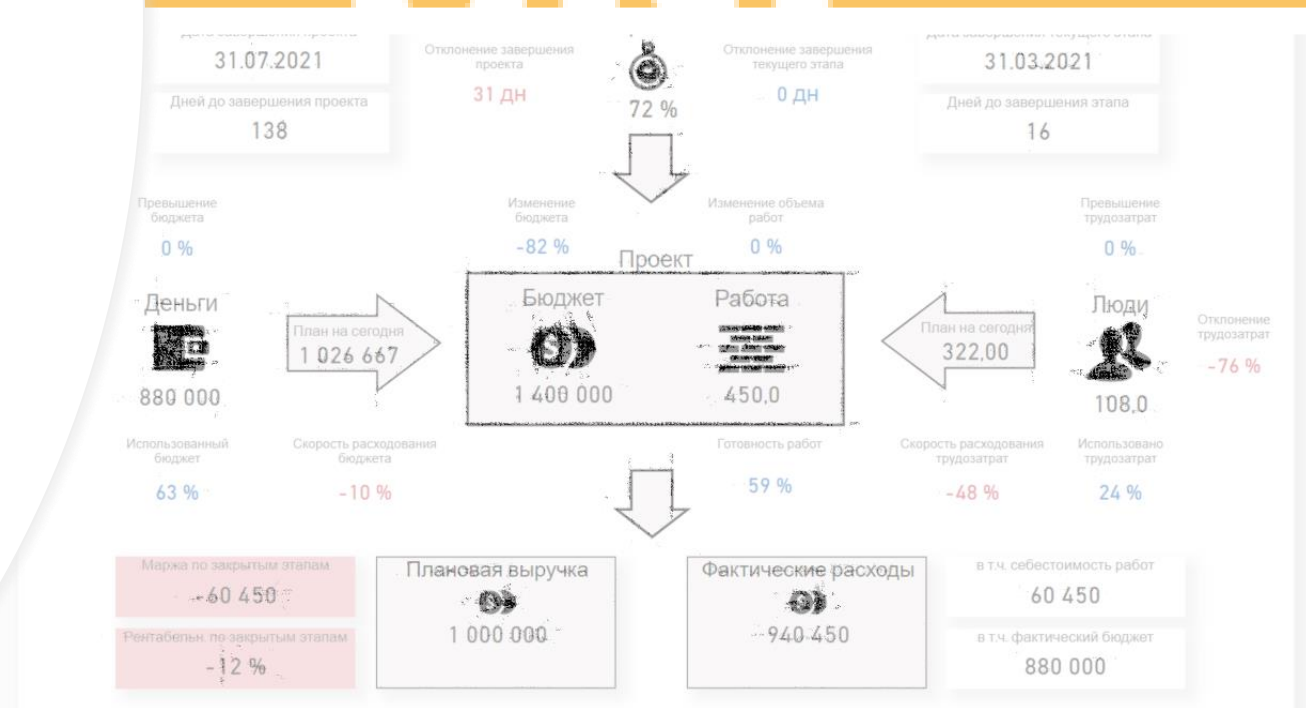 31.07.2021
Отклонение завершения
проекта
31 дн
72 %
Отклонение завершения
текущего этапа
0 дн
31.03.2021
Дней до завершения проекта
138
Дней до завершения этапа
16
Превышение
бюджета
0 %
Изменение
бюджета
-82 %
Изменение объема
работ
0 %
Превышение
трудозатрат
0 %
Проект
Деньги
880 000
План на сегодня
1 026 667
Бюджет
1 400 000
Работа
450,0
План на сегодня
322,00
Люди
108,0
Отклонение
трудозатрат
-76 %
Использованный
бюджет
63 %
Скорость расходования
бюджета
-10 %
Готовность работ
59 %
Скорость расходования
трудозатрат
-48 %
Использовано
трудозатрат
24 %
Маржа по закрытым этапам
-60 450
Рентабельн. по закрытым этапам
-12 %
Плановая выручка
1 000 000
Фактические расходы
940 450
в т.ч. себестоимость работ
60 450
в т.ч. фактический бюджет
880 000